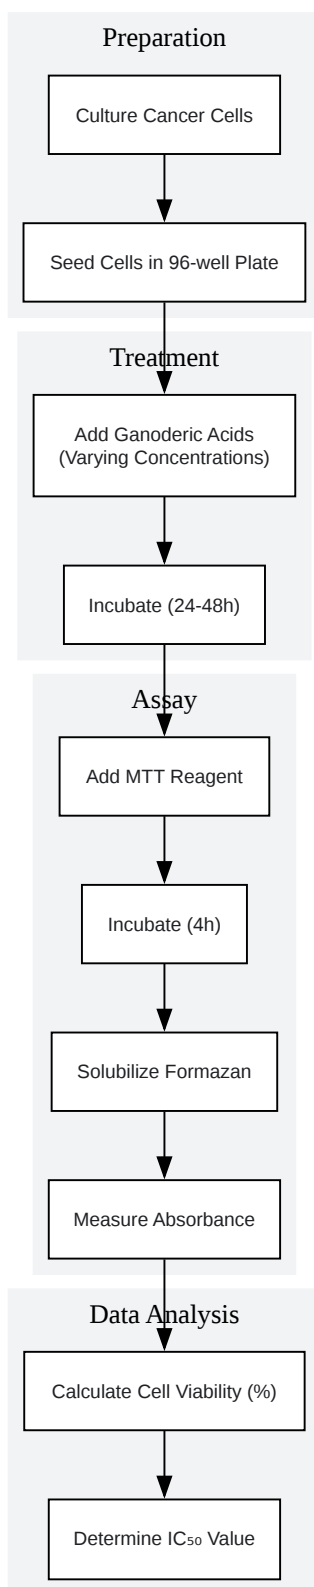 Preparation
Culture Cancer Cells
Seed Cells in 96-well Plate
Treatment
Add Ganoderic Acids
(Varying Concentrations)
Incubate (24-48h)
Assay
Add MTT Reagent
Incubate (4h)
Solubilize Formazan
Measure Absorbance
Data Analysis
Calculate Cell Viability (%)
Determine IC₅₀ Value